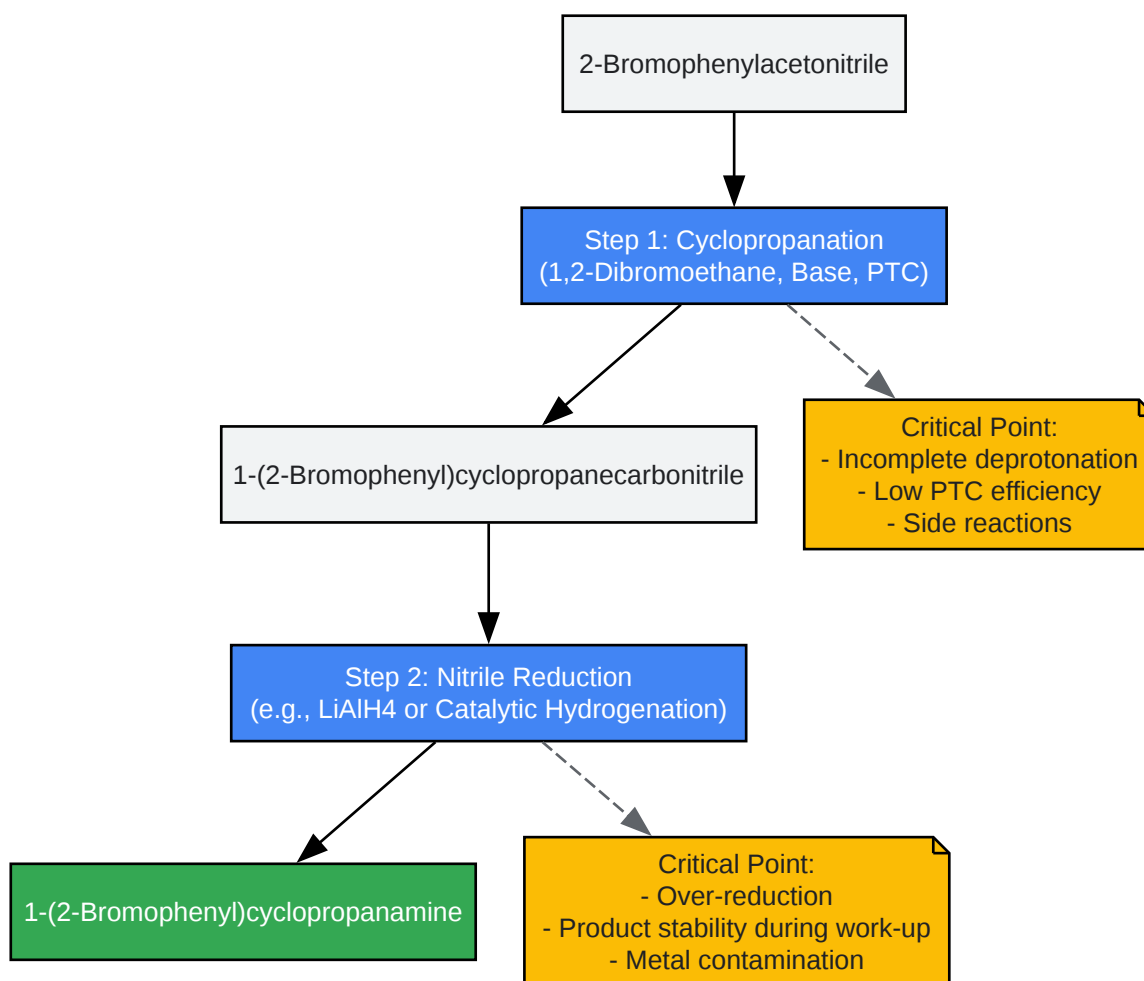 2-Bromophenylacetonitrile
Step 1: Cyclopropanation
(1,2-Dibromoethane, Base, PTC)
Critical Point:
- Incomplete deprotonation
- Low PTC efficiency
- Side reactions
1-(2-Bromophenyl)cyclopropanecarbonitrile
Step 2: Nitrile Reduction
(e.g., LiAlH4 or Catalytic Hydrogenation)
Critical Point:
- Over-reduction
- Product stability during work-up
- Metal contamination
1-(2-Bromophenyl)cyclopropanamine